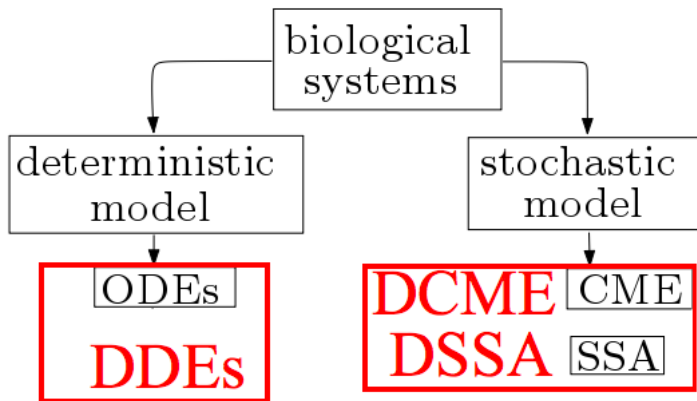 biological
systems
deterministic
model
stochastic
model
ODEs
DDEs
DCME CME
DSSA SSA